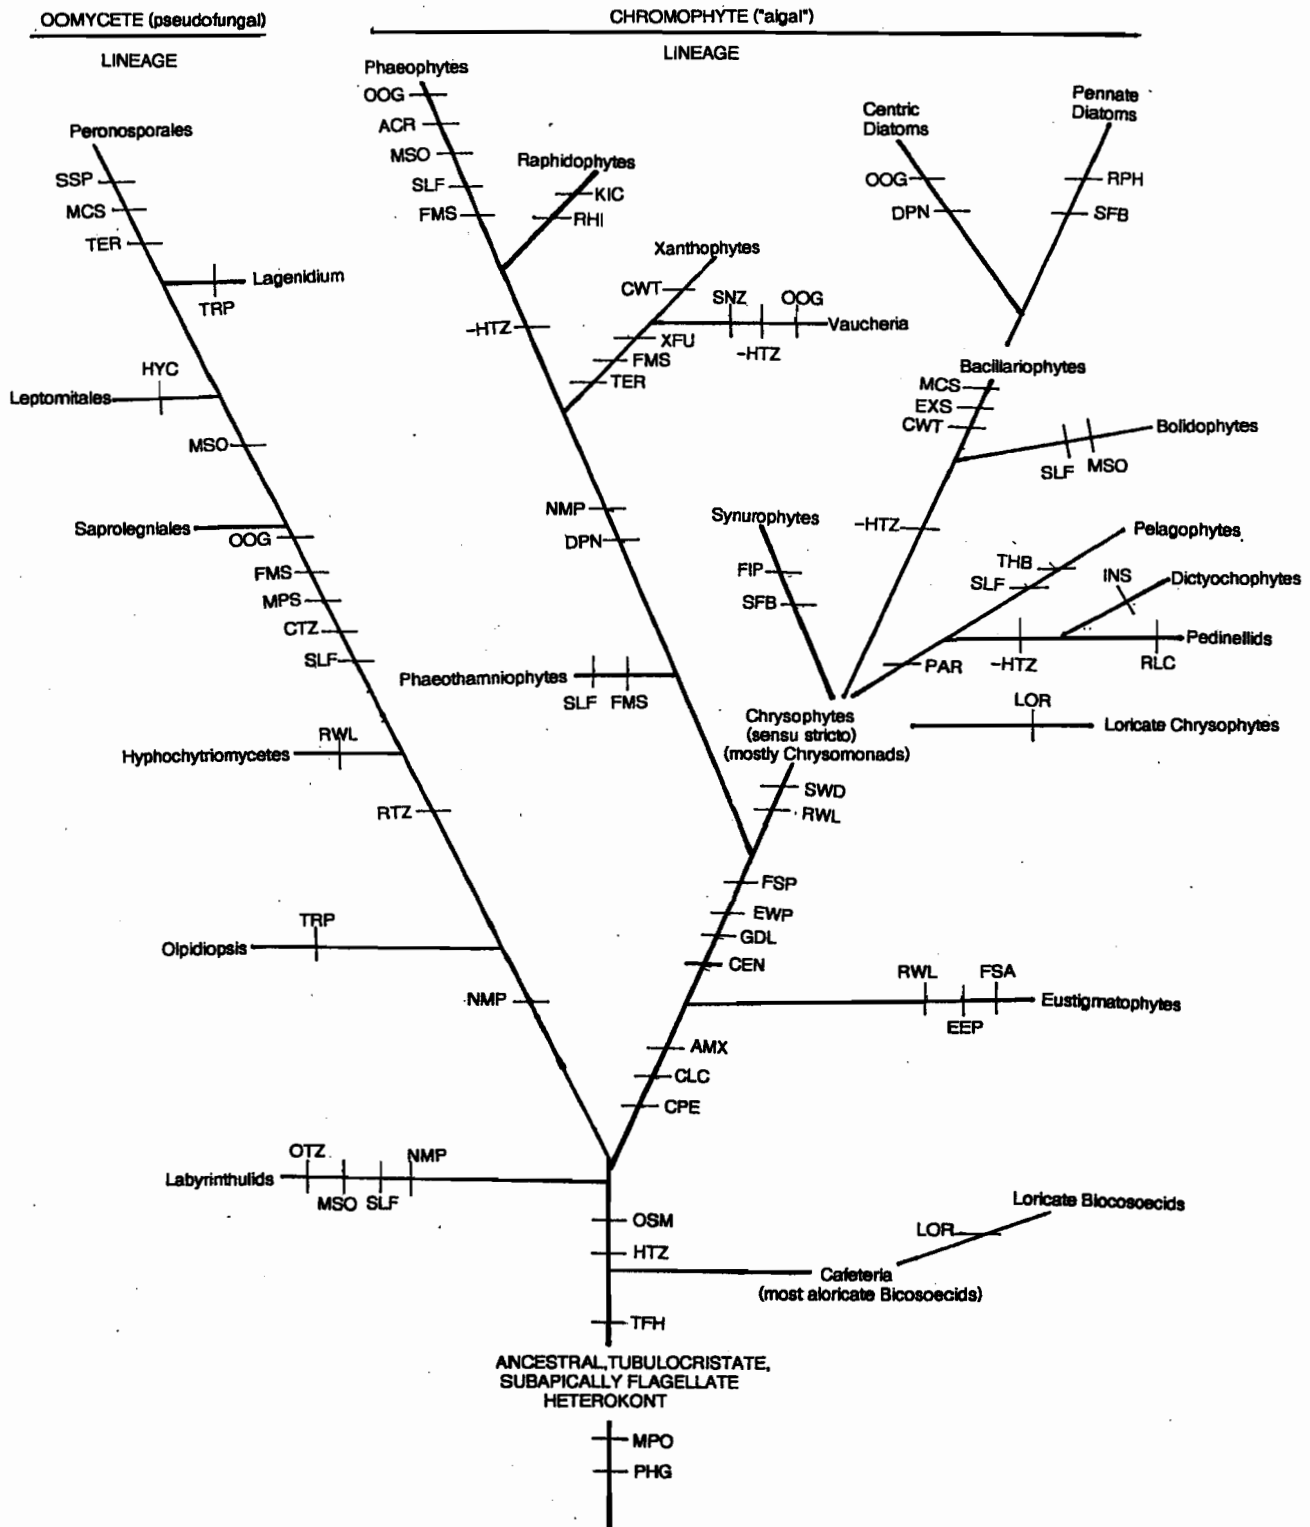 OOMYCETE (pseudofungal)
LINEAGE
CHROMOPHYTE ("algal")
LINEAGE
Peronosporales
SSP
MCS
TER
Lagenidium
TRP
HYC
Leptomitales
MSO
Saprolegniales
OOG
FMS
MPS
CTZ
SLF
RWL
Hyphochytriomycetes
RTZ
TRP
Olpidiopsis
NMP
Phaeophytes
OOG
ACR
MSO
SLF
FMS
Raphidophytes
KIC
RHI
-HTZ
Xanthophytes
CWT
SNZ
OOG
Vaucheria
-HTZ
XFU
FMS
TER
NMP
DPN
Phaeothamniophytes
SLF
FMS
Centric
Diatoms
OOG
DPN
Pennate
Diatoms
RPH
SFB
Bacillariophytes
MCS
EXS
CWT
Bolidophytes
SLF
MSO
-HTZ
Synurophytes
FIP
SFB
Pelagophytes
THB
SLF
INS
Dictyochophytes
Pedinellids
PAR
-HTZ
RLC
LOR
Loricate Chrysophytes
Chrysophytes
(sensu stricto)
(mostly Chrysomonads)
SWD
RWL
FSP
EWP
GDL
CEN
RWL
FSA
EEP
Eustigmatophytes
AMX
CLC
CPE
OTZ
NMP
Labyrinthulids
MSO
SLF
OSM
HTZ
Loricate Blocosoecids
LOR
Cafeteria
(most aloricate Bicosoecids)
TFH
ANCESTRAL,TUBULOCRISTATE,
SUBAPICALLY FLAGELLATE
HETEROKONT
MPO
PHG